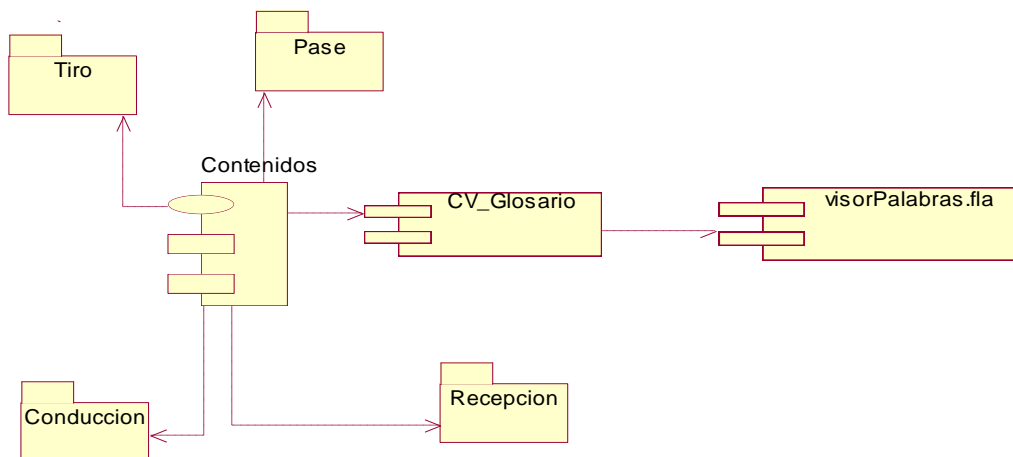 Pase
Tiro
Contenidos
CV_Glosario
visorPalabras.fla
Recepcion
Conduccion